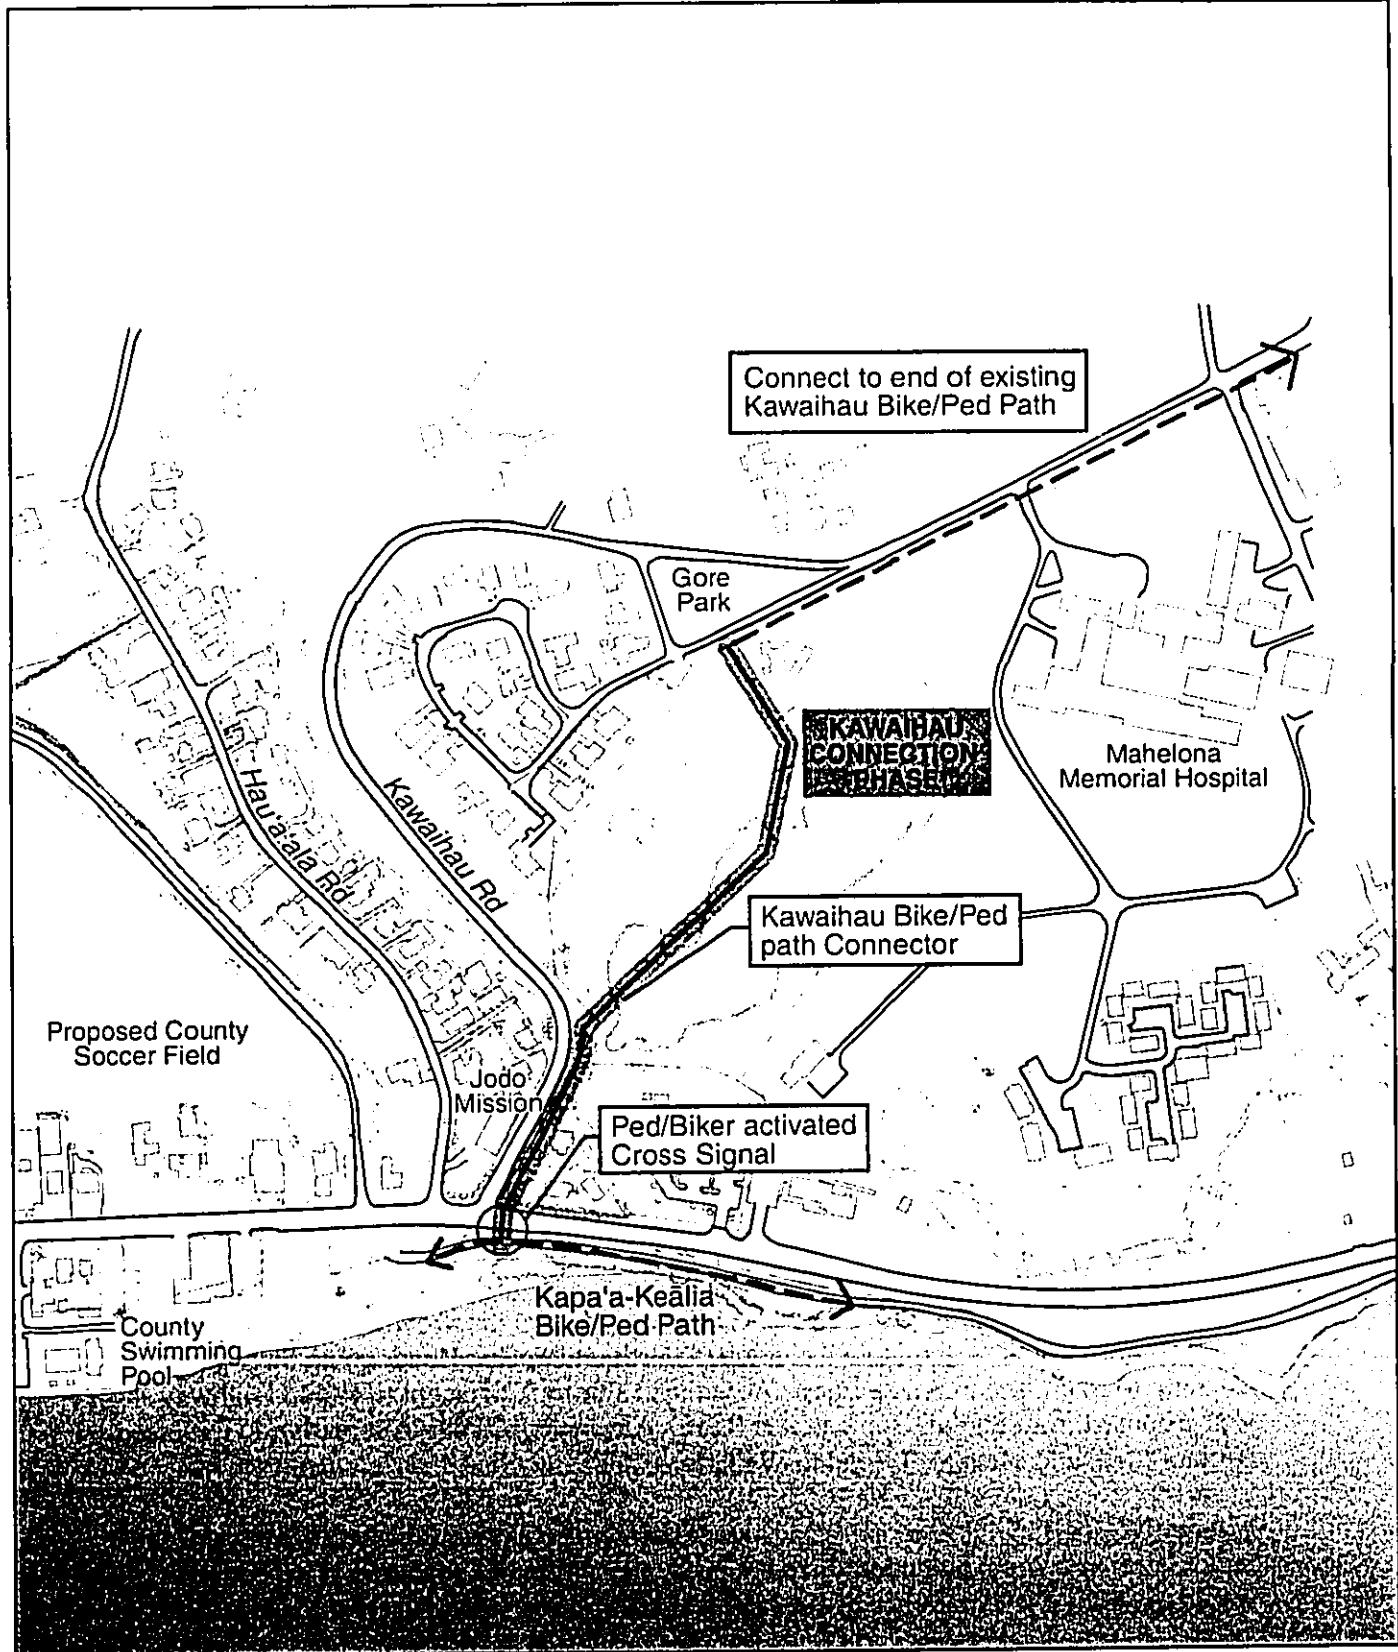 Connect to end of existing
Kawaihau Bike/Ped Path
Gore
Park
KAWAIHAU
CONNECTION
PHASE
Mahelona
Memorial Hospital
Hau'a'ala Rd
Kawaihau Rd
Kawaihau Bike/Ped
path Connector
Proposed County
Soccer Field
Jodo
Mission
Ped/Biker activated
Cross Signal
Kapa'a-Keālia
Bike/Ped Path
County
Swimming
Pool